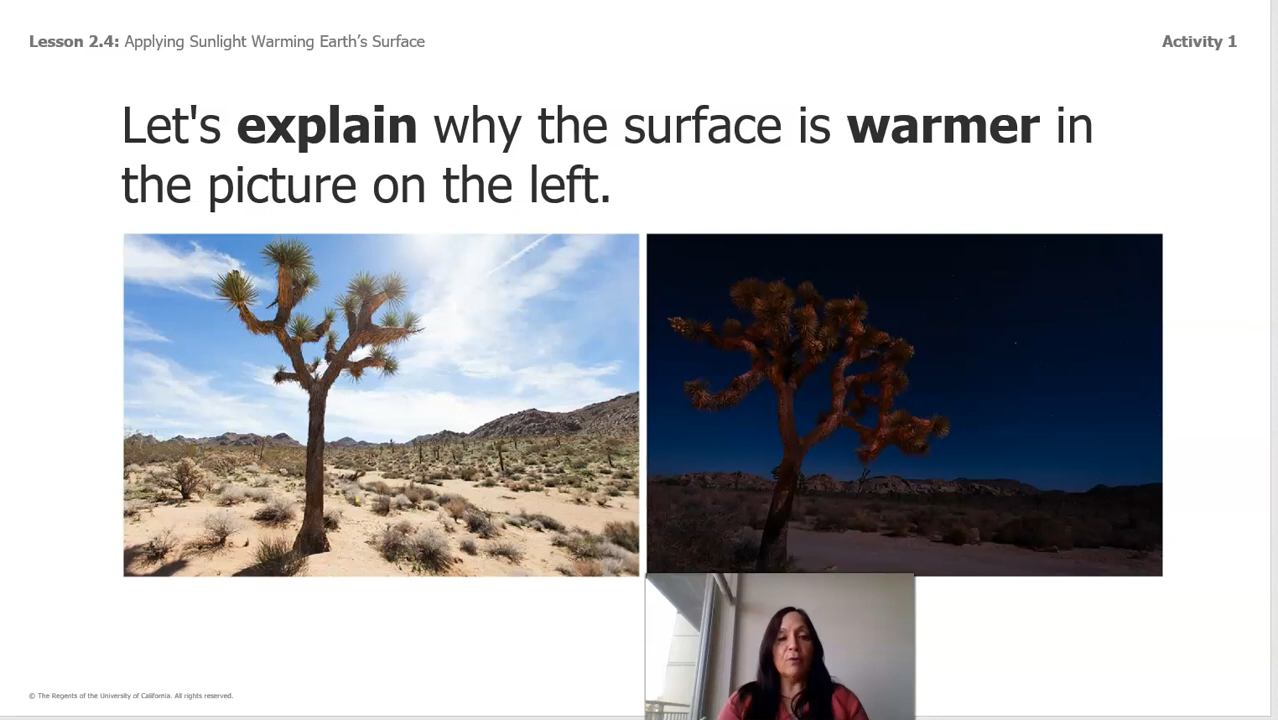 Lesson 2.4: Applying Sunlight Warming Earth's Surface
Activity 1
Let's explain why the surface is warmer in
the picture on the left.
© The Regents of the University of California. All rights reserved.